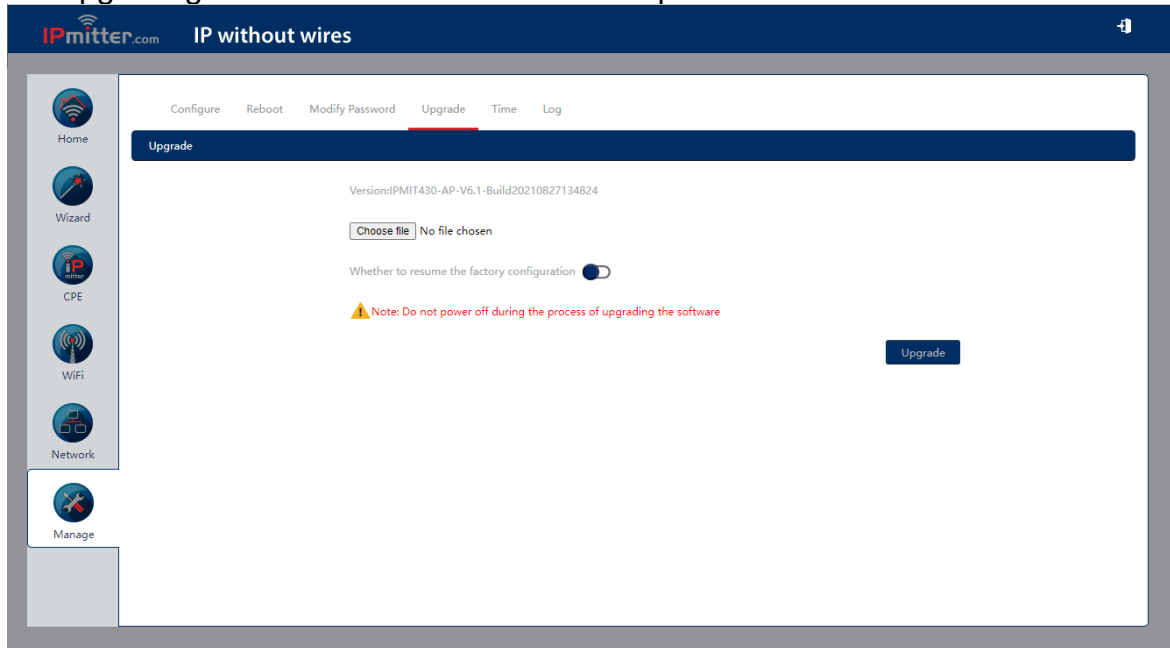 IPmitter.com IP without wires
Configure Reboot Modify Password Upgrade Time Log
Home
Upgrade
Version:IPMIT430-AP-V6.1-Build20210827134824
Wizard
Choose file No file chosen
Whether to resume the factory configuration
iP
mitter
CPE
Note: Do not power off during the process of upgrading the software
Upgrade
WiFi
Network
Manage